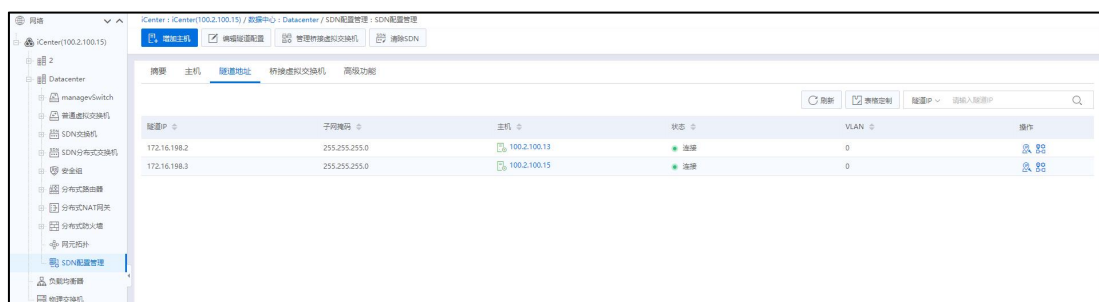 网络
iCenter : iCenter(100.2.100.15) / 数据中心 : Datacenter / SDN配置管理 : SDN配置管理
增加主机 编辑隧道配置 管理桥接虚拟交换机 清除SDN
iCenter(100.2.100.15)
2
Datacenter
摘要 主机 隧道地址 桥接虚拟交换机 高级功能
managevSwitch
普通虚拟交换机
SDN交换机
SDN分布式交换机
安全组
分布式路由器
分布式NAT网关
分布式防火墙
网元拓扑
SDN配置管理
负载均衡器
物理交换机
刷新 表格定制 隧道IP 请输入隧道IP
隧道IP 子网掩码 主机 状态 VLAN 操作
172.16.198.2 255.255.255.0 100.2.100.13 连接 0
172.16.198.3 255.255.255.0 100.2.100.15 连接 0